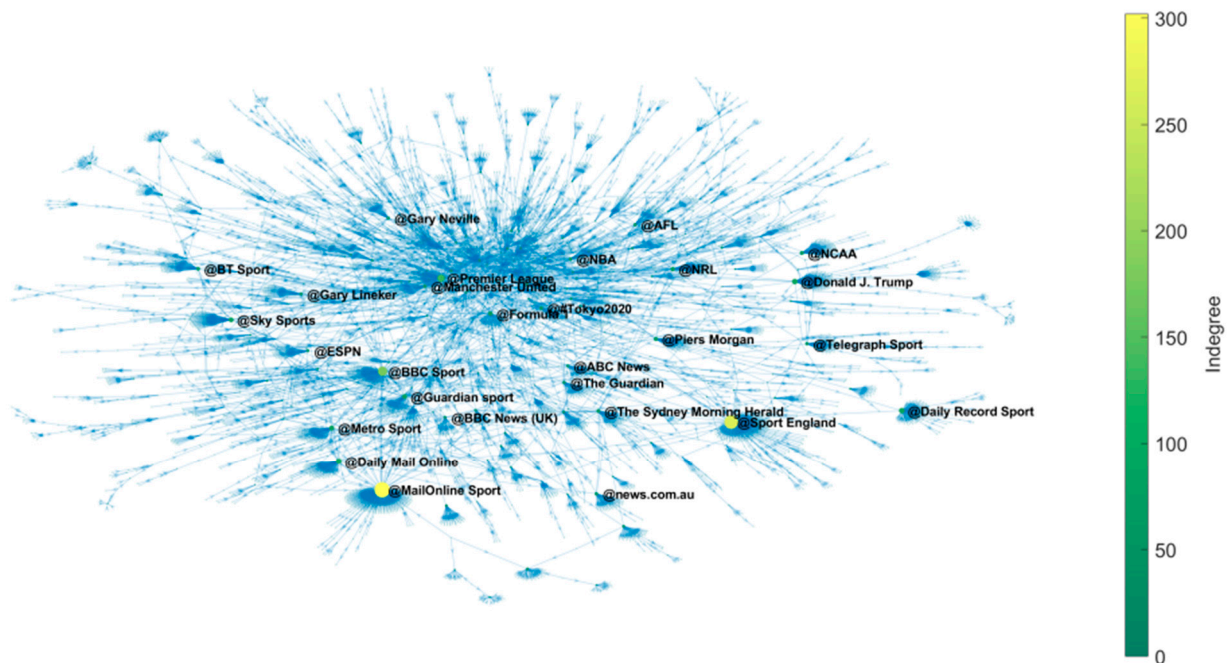 300
250
200
150
100
50
0
Indegree
@Gary Neville
@AFL
@NCAA
@NBA
@BT Sport
@NRL
@Premier League
@Donald J. Trump
@Manchester United
@Gary Lineker
@#Tokyo2020
@Formula 1
@Sky Sports
@Piers Morgan
@Telegraph Sport
@ESPN
@ABC News
@BBC Sport
@The Guardian
@Guardian sport
@The Sydney Morning Herald
@Daily Record Sport
@BBC News (UK)
@Sport England
@Metro Sport
@Daily Mail Online
@MailOnline Sport
@news.com.au